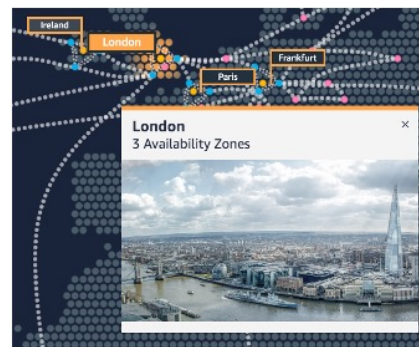 Ireland
London
Frankfurt
Paris
London
×
3 Availability Zones